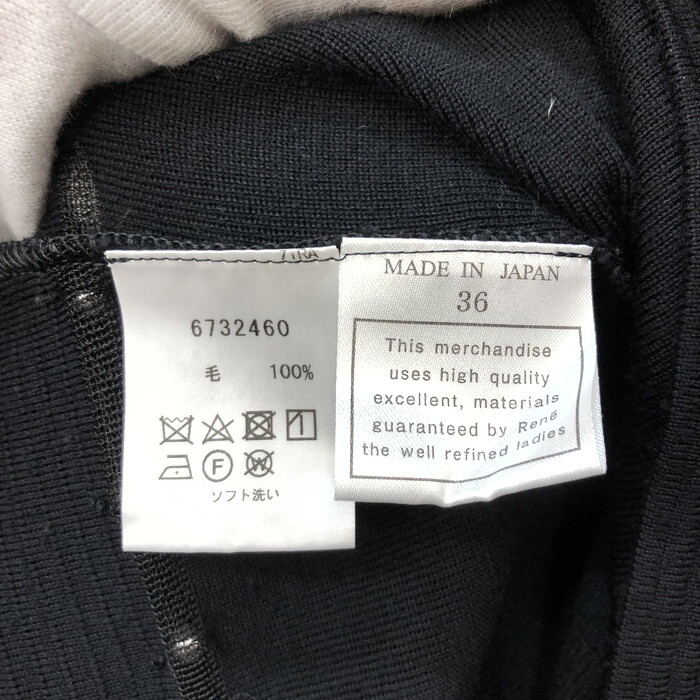 6732460
毛 100%
F W
ソフト洗い
MADE IN JAPAN
36
This merchandise
uses high quality
excellent, materials
guaranteed by René
the well refined ladies